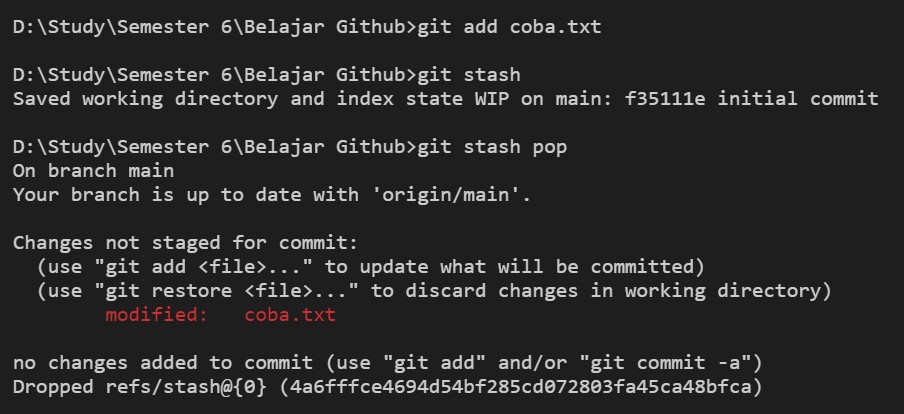 D:\Study\Semester 6\Belajar Github>git add coba.txt
D:\Study\Semester 6\Belajar Github>git stash
Saved working directory and index state WIP on main: f35111e initial commit
D:\Study\Semester 6\Belajar Github>git stash pop
On branch main
Your branch is up to date with 'origin/main'.
Changes not staged for commit:
  (use "git add <file>..." to update what will be committed)
  (use "git restore <file>..." to discard changes in working directory)
        modified:   coba.txt
no changes added to commit (use "git add" and/or "git commit -a")
Dropped refs/stash@{0} (4a6fffce4694d54bf285cd072803fa45ca48bfca)